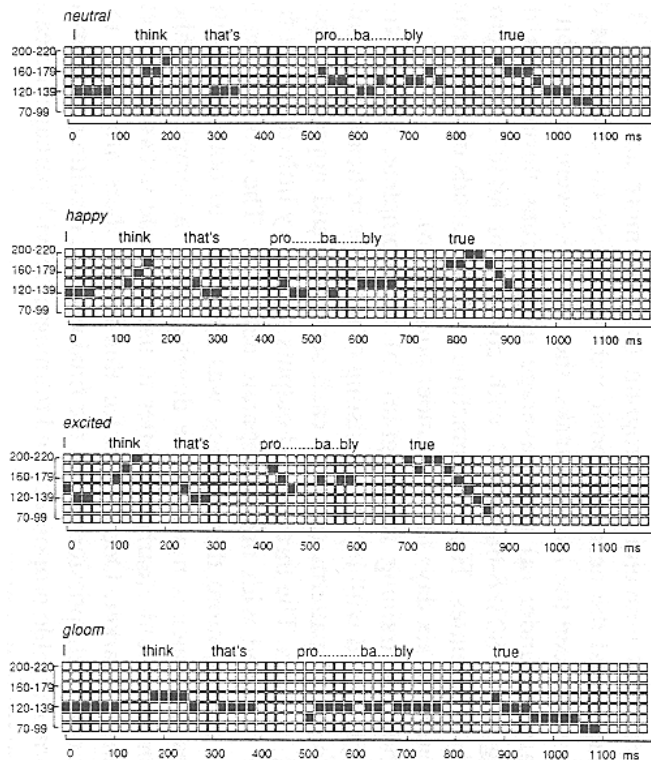 neutral
I think that's pro....ba.........bly true
200-220
160-179
120-139
70-99
0 100 200 300 400 500 600 700 800 900 1000 1100 ms
happy
I think that's pro.......ba......bly true
200-220
160-179
120-139
70-99
0 100 200 300 400 500 600 700 800 900 1000 1100 ms
excited
I think that's pro.........ba..bly true
200-220
160-179
120-139
70-99
0 100 200 300 400 500 600 700 800 900 1000 1100 ms
gloom
I think that's pro...........ba....bly true
200-220
160-179
120-139
70-99
0 100 200 300 400 500 600 700 800 900 1000 1100 ms